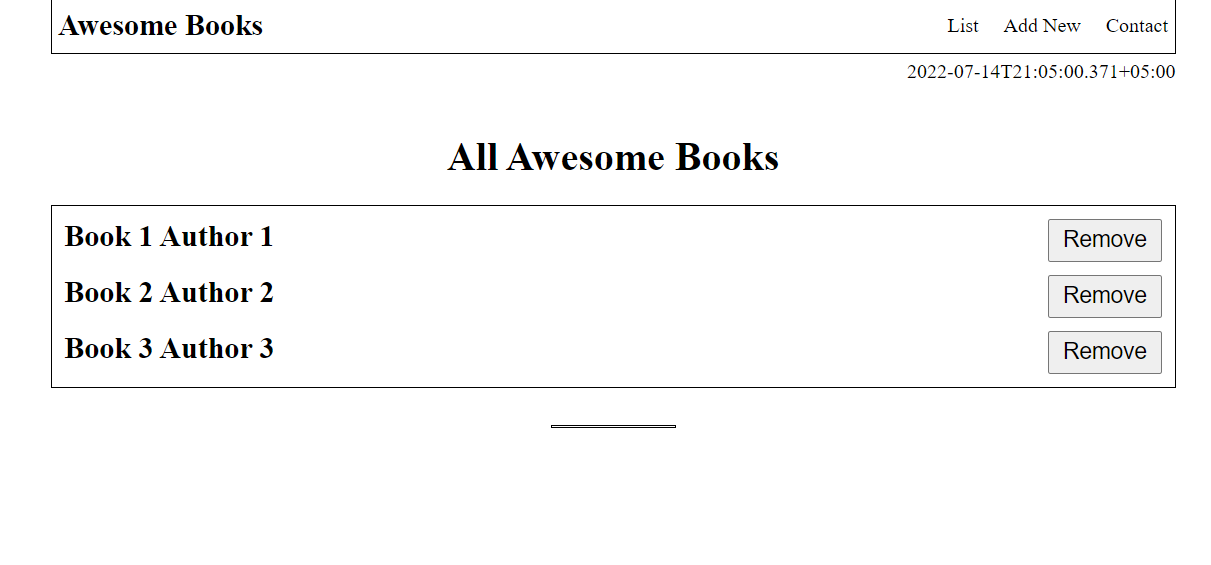 Awesome Books List Add New Contact
2022-07-14T21:05:00.371+05:00
All Awesome Books
Book 1 Author 1 Remove
Book 2 Author 2 Remove
Book 3 Author 3 Remove